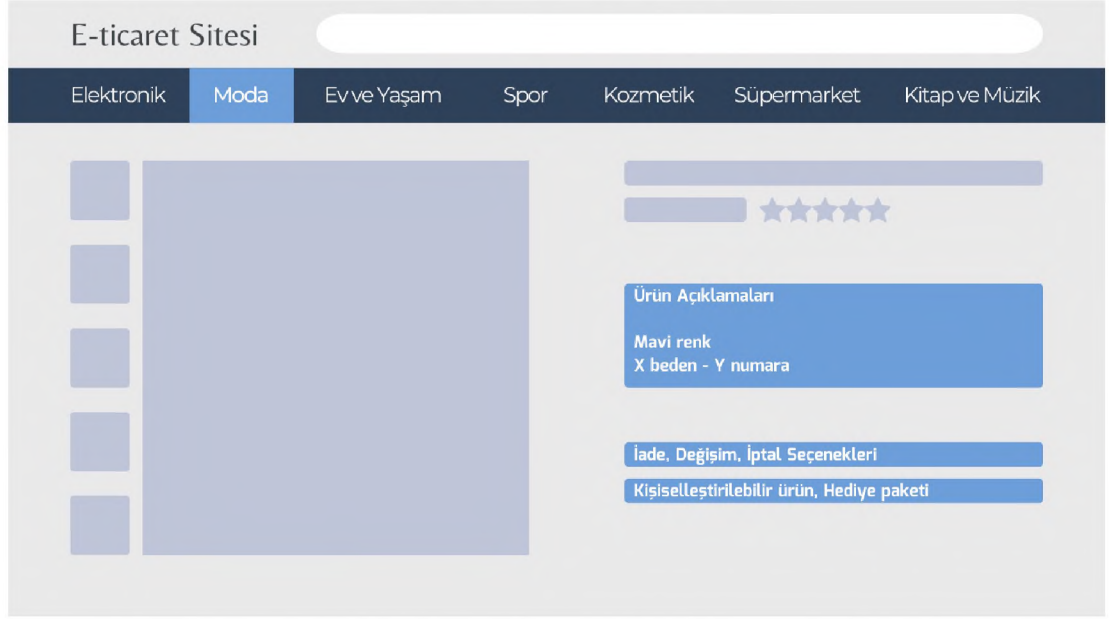 E-ticaret Sitesi
Elektronik Moda Ev ve Yaşam Spor Kozmetik Süpermarket Kitap ve Müzik
Ürün Açıklamaları
Mavi renk
X beden - Y numara
İade, Değişim, İptal Seçenekleri
Kişiselleştirilebilir ürün, Hediye paketi